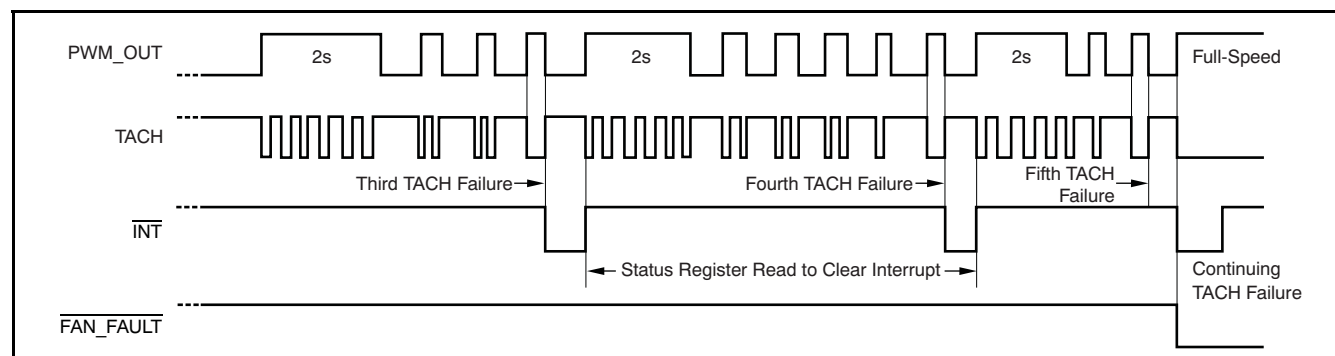 PWM_OUT
2s
2s
2s
Full-Speed
TACH
Third TACH Failure
Fourth TACH Failure
Fifth TACH
Failure
INT
Status Register Read to Clear Interrupt
Continuing
TACH Failure
FAN_FAULT